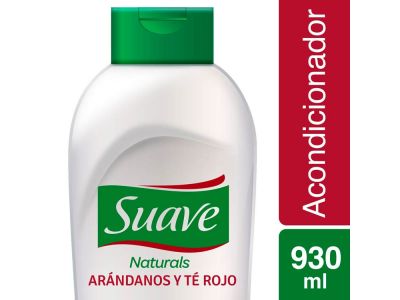 Suave
Naturals
ARÁNDANOS Y TÉ ROJO
Acondicionador
930
ml